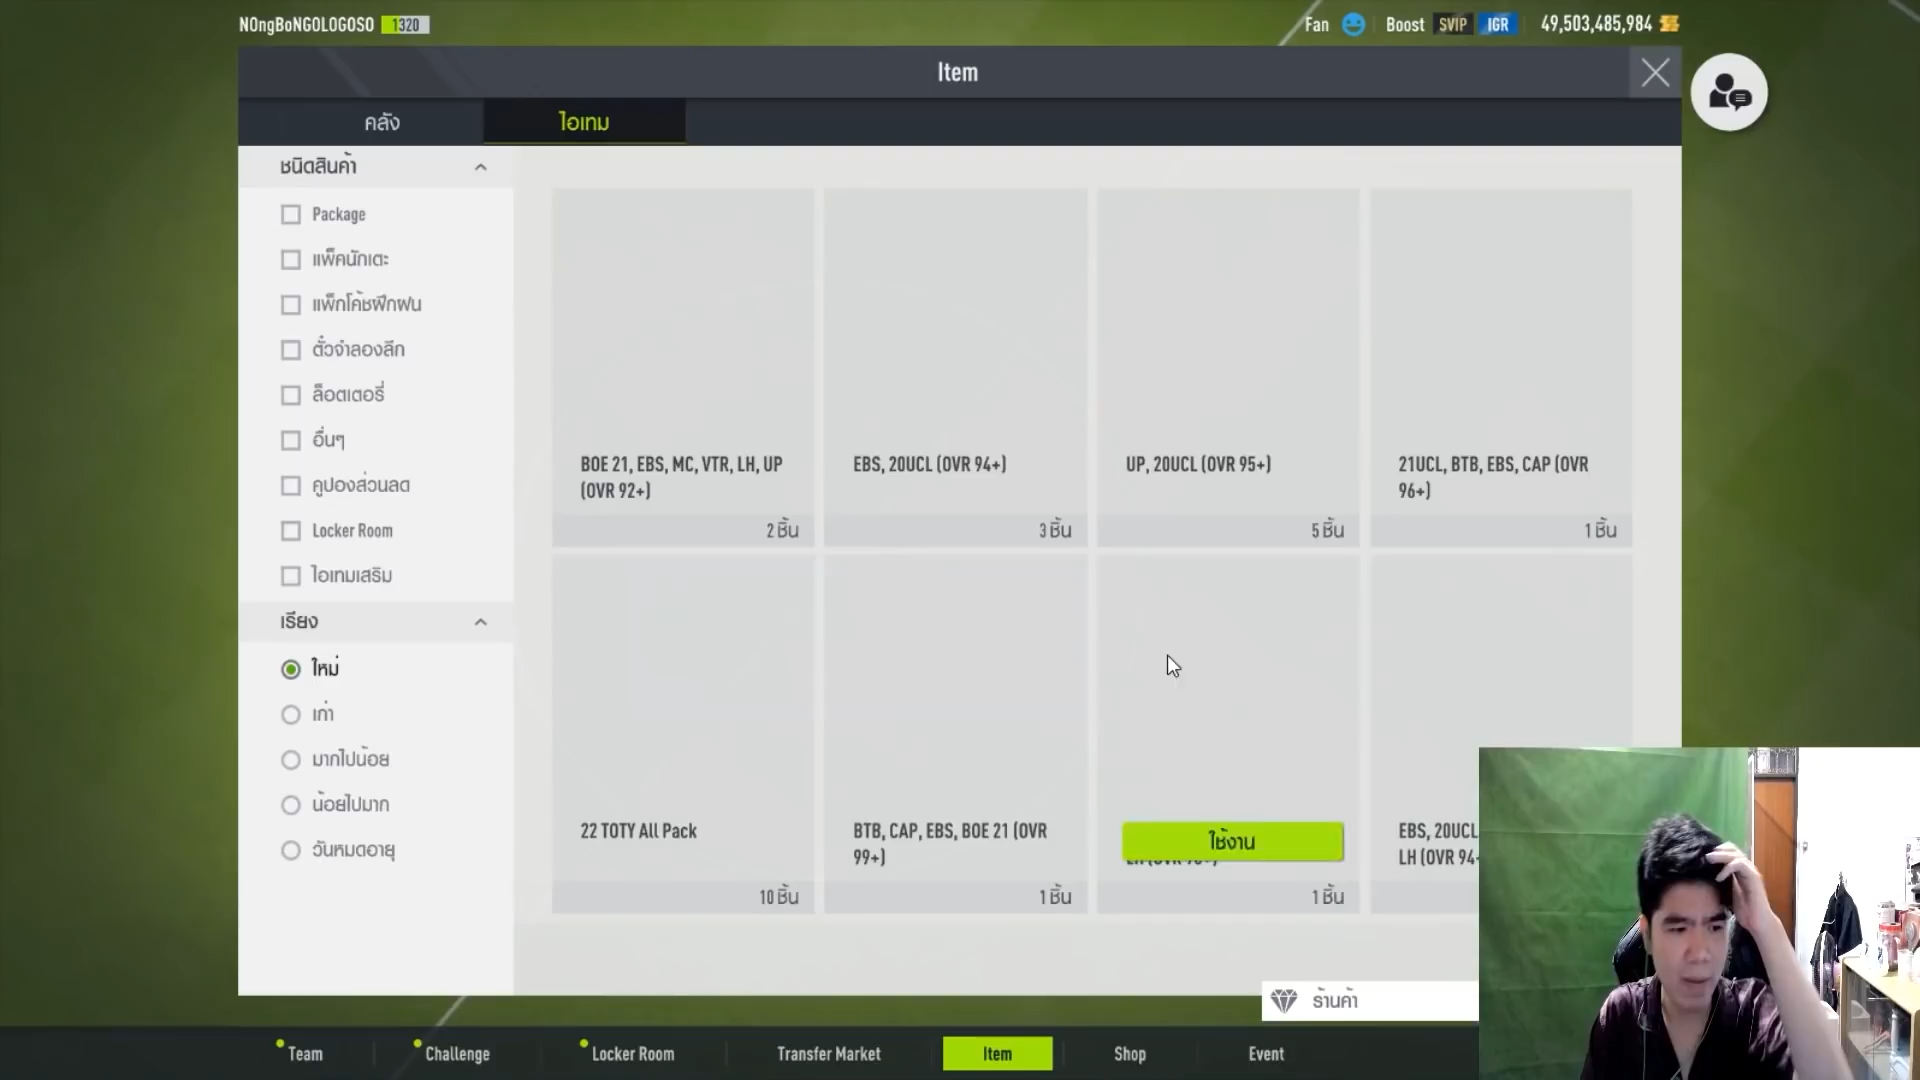 NOngBoNGOLOGOSO 1320
Fan Boost SVIP IGR 49,503,485,984
Item
คลัง ไอเทม
ชนิดสินค้า
Package
แพ็คนักเตะ
แพ็กโค้ชฝึกฝน
ตั๋วจำลองลีก
ล็อตเตอรี่
อื่นๆ
คูปองส่วนลด
Locker Room
ไอเทมเสริม
เรียง
ใหม่
เก่า
มากไปน้อย
น้อยไปมาก
วันหมดอายุ
BOE 21, EBS, MC, VTR, LH, UP
(OVR 92+)
2 ชิ้น
EBS, 20UCL (OVR 94+)
3 ชิ้น
UP, 20UCL (OVR 95+)
5 ชิ้น
21UCL, BTB, EBS, CAP (OVR
96+)
1 ชิ้น
22 TOTY All Pack
10 ชิ้น
BTB, CAP, EBS, BOE 21 (OVR
99+)
1 ชิ้น
ใช้งาน
1 ชิ้น
EBS, 20UCL
LH (OVR 94
ร้านค้า
Team Challenge Locker Room Transfer Market Item Shop Event